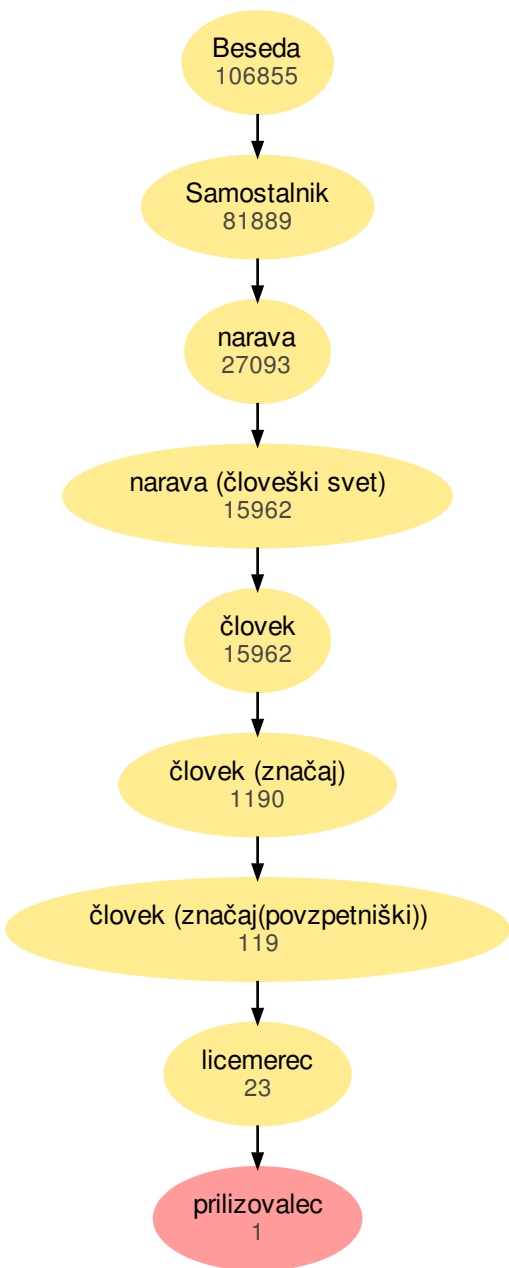 Beseda
106855
Samostalnik
81889
narava
27093
narava (človeški svet)
15962
človek
15962
človek (značaj)
1190
človek (značaj(povzpetniški))
119
licemerec
23
prilizovalec
1